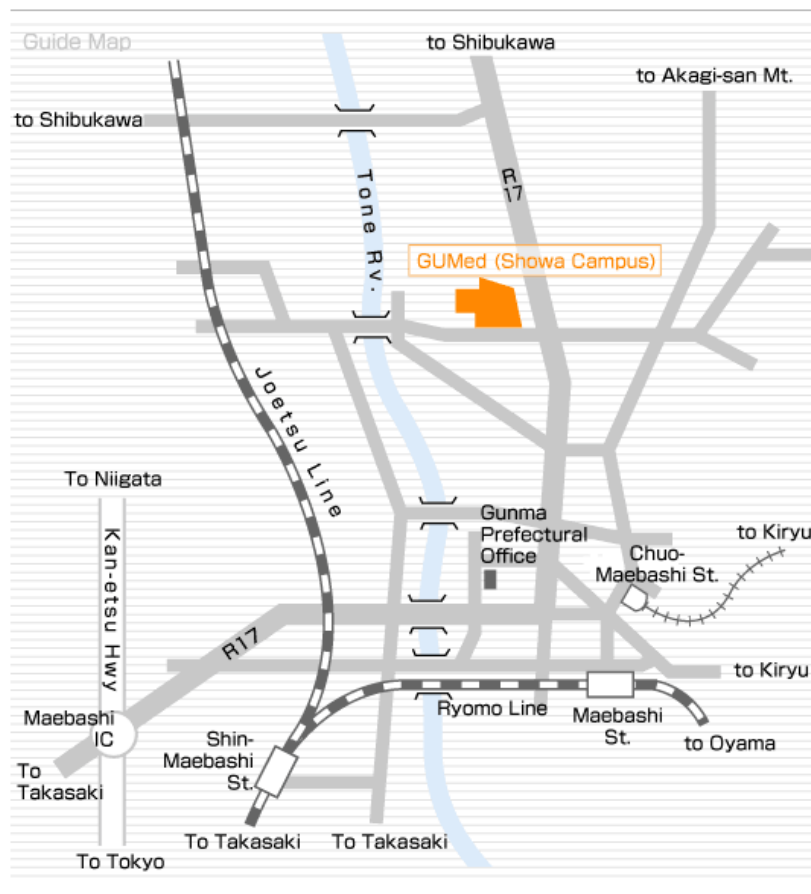 Guide Map
to Shibukawa
to Akagi-san Mt.
to Shibukawa
R
17
Tone Rv.
GUMed (Showa Campus)
Joetsu Line
To Niigata
Kan-etsu Hwy
Gunma
Prefectural
Office
to Kiryu
Chuo-
Maebashi St.
R17
to Kiryu
Ryomo Line
Maebashi
St.
to Oyama
Maebashi
IC
Shin-
Maebashi
St.
To
Takasaki
To Takasaki
To Takasaki
To Tokyo